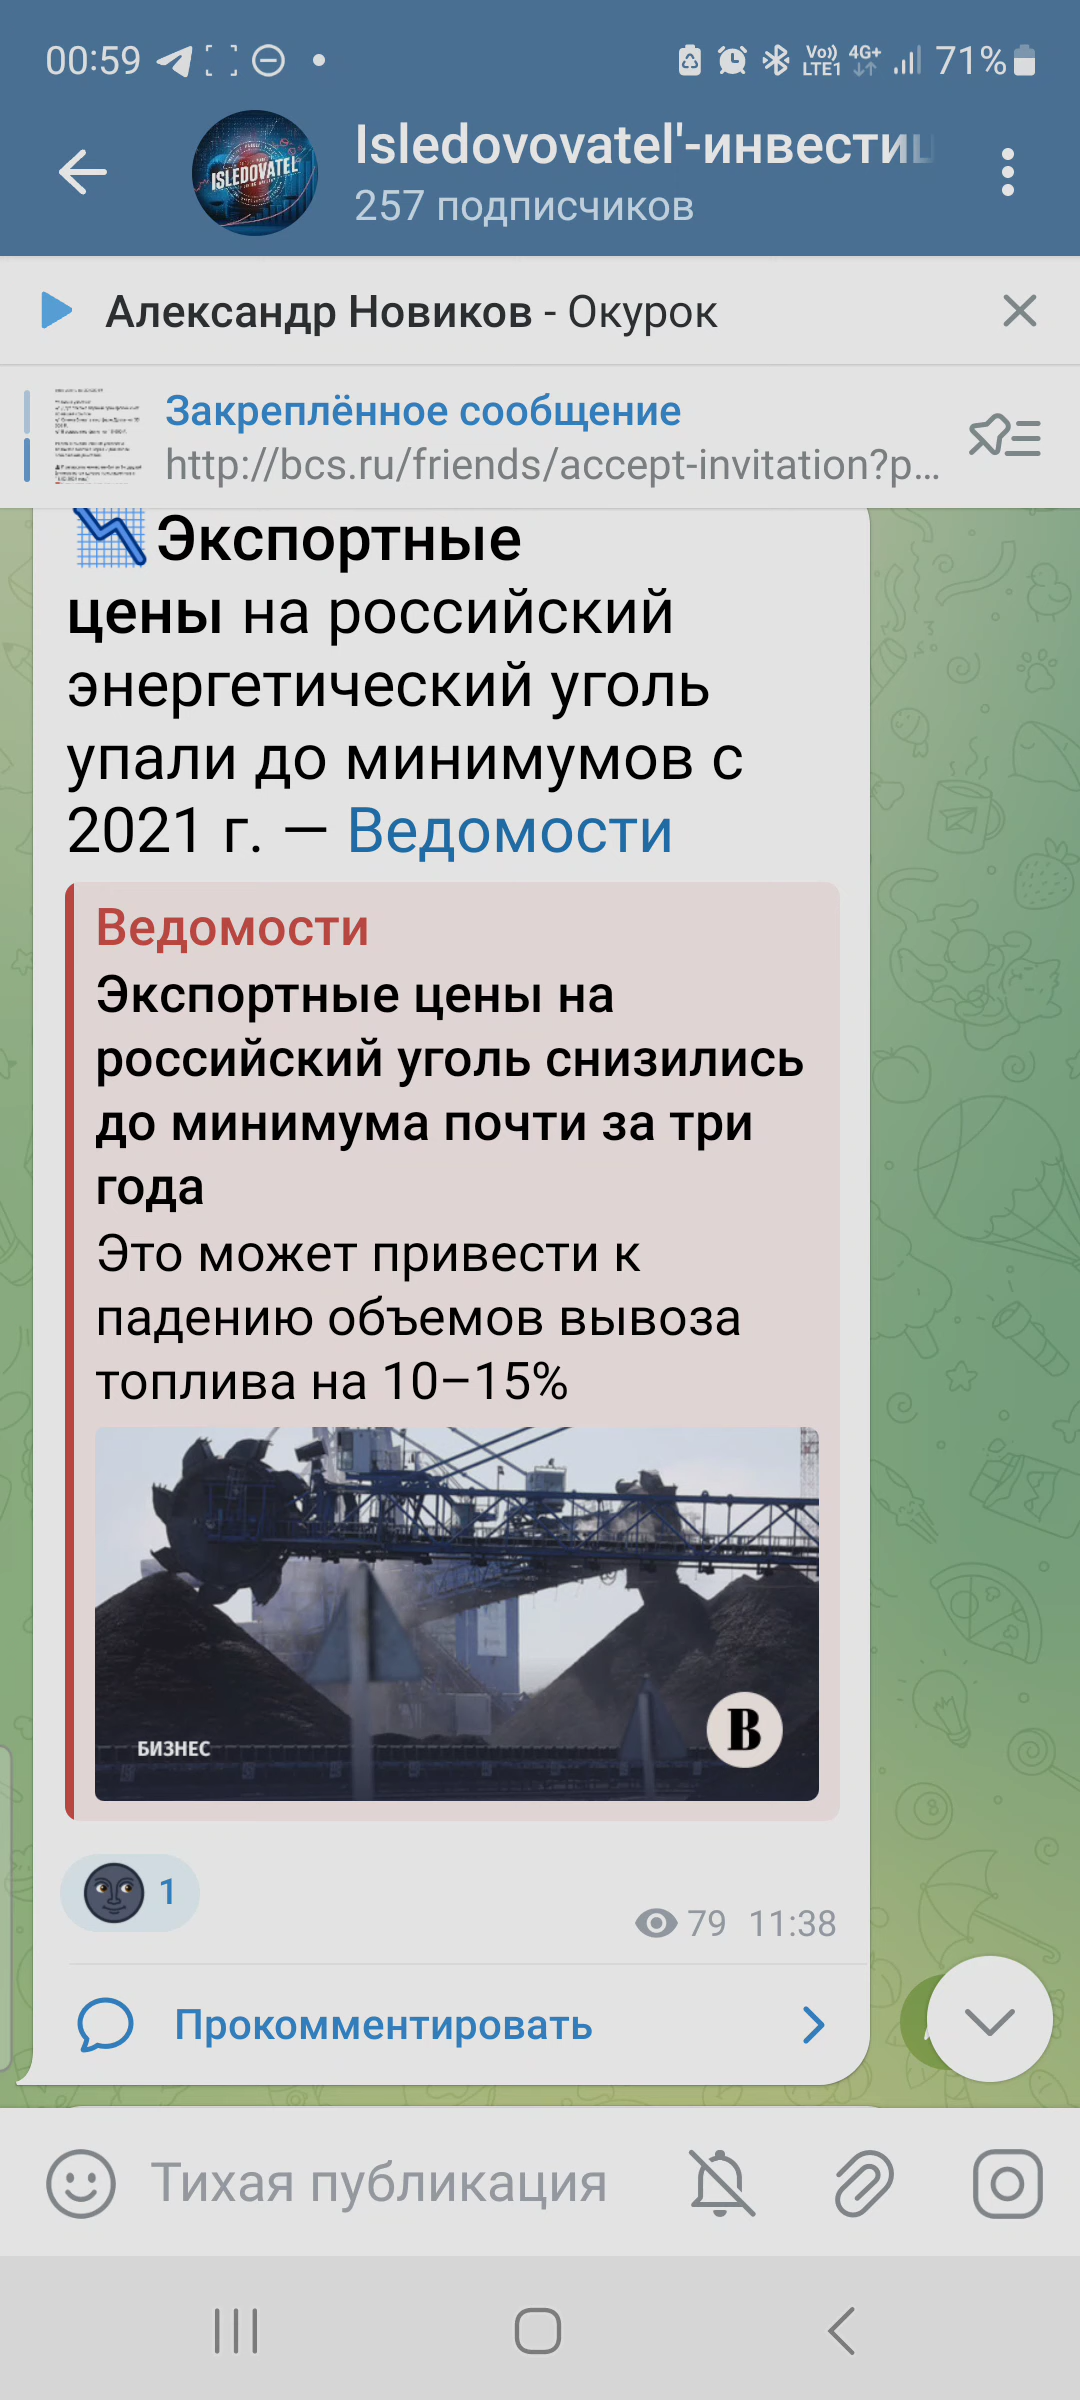 00:59
Vo)) LTE1 4G+ 71%
ISLEDOVATEL
Isledovovatel'-инвестиц
257 подписчиков
Александр Новиков - Окурок
Закреплённое сообщение
http://bcs.ru/friends/accept-invitation?p...
Экспортные
цены на российский
энергетический уголь
упали до минимумов с
2021 г. — Ведомости
Ведомости
Экспортные цены на
российский уголь снизились
до минимума почти за три
года
Это может привести к
падению объемов вывоза
топлива на 10–15%
БИЗНЕС
В
1
79 11:38
Прокомментировать
Тихая публикация